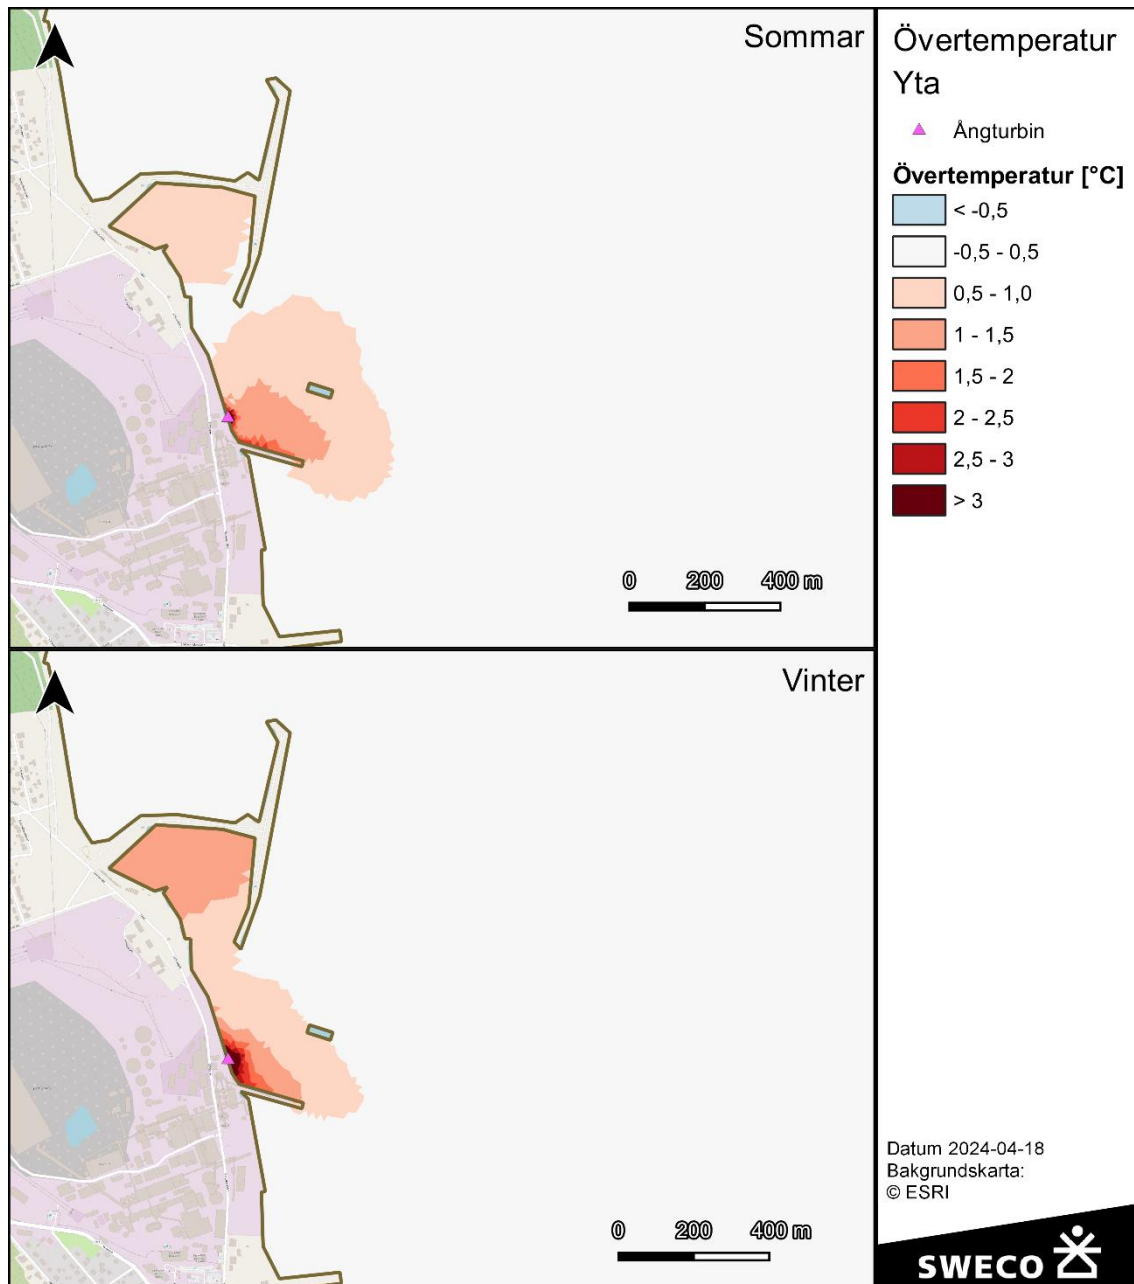 Sommar
0 200 400 m
Vinter
0 200 400 m
Övertemperatur
Yta
Ångturbin
Övertemperatur [°C]
< -0,5
-0,5 - 0,5
0,5 - 1,0
1 - 1,5
1,5 - 2
2 - 2,5
2,5 - 3
> 3
Datum 2024-04-18
Bakgrundskarta:
© ESRI
SWECO